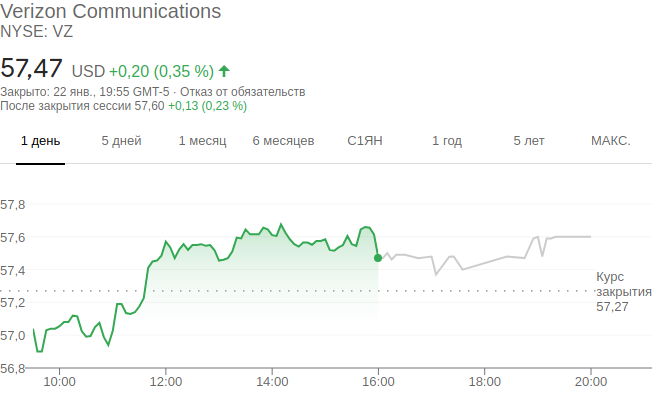 Verizon Communications
NYSE: VZ
57,47 USD +0,20 (0,35 %)
Закрыто: 22 янв., 19:55 GMT-5 · Отказ от обязательств
После закрытия сессии 57,60 +0,13 (0,23 %)
1 день 5 дней 1 месяц 6 месяцев С1ЯН 1 год 5 лет МАКС.
57,8
57,6
57,4
57,2
57,0
56,8
Курс
закрытия
57,27
10:00 12:00 14:00 16:00 18:00 20:00